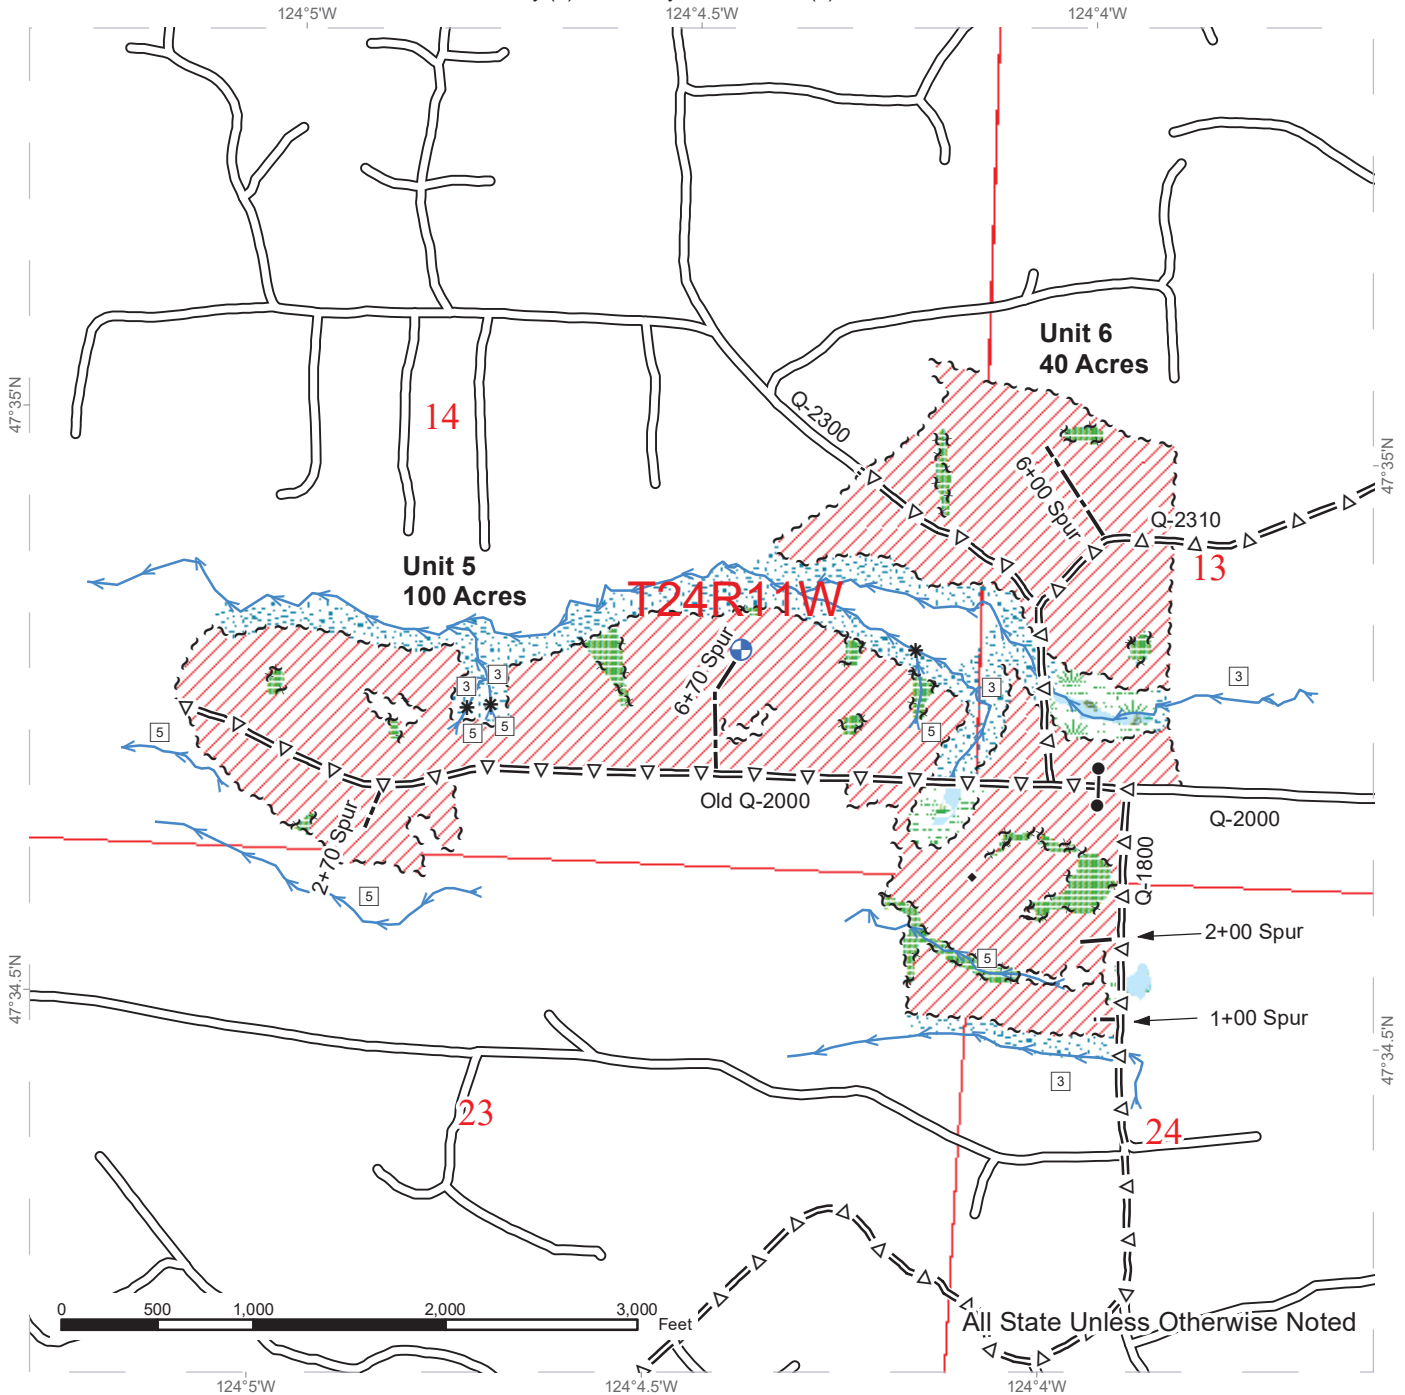 124°5'W
124°4.5'W
124°4'W
Unit 6
40 Acres
47°35'N
14
Q-2300
47°35'N
6+00 Spur
Q-2310
13
Unit 5
100 Acres
T24R11W
6+70 Spur
3
3
3
3
5
5
5
5
Old Q-2000
Q-2000
2+70 Spur
Q-1800
5
2+00 Spur
5
47°34.5'N
1+00 Spur
47°34.5'N
3
23
24
0
500
1,000
2,000
3,000
Feet
All State Unless Otherwise Noted
124°5'W
124°4.5'W
124°4'W